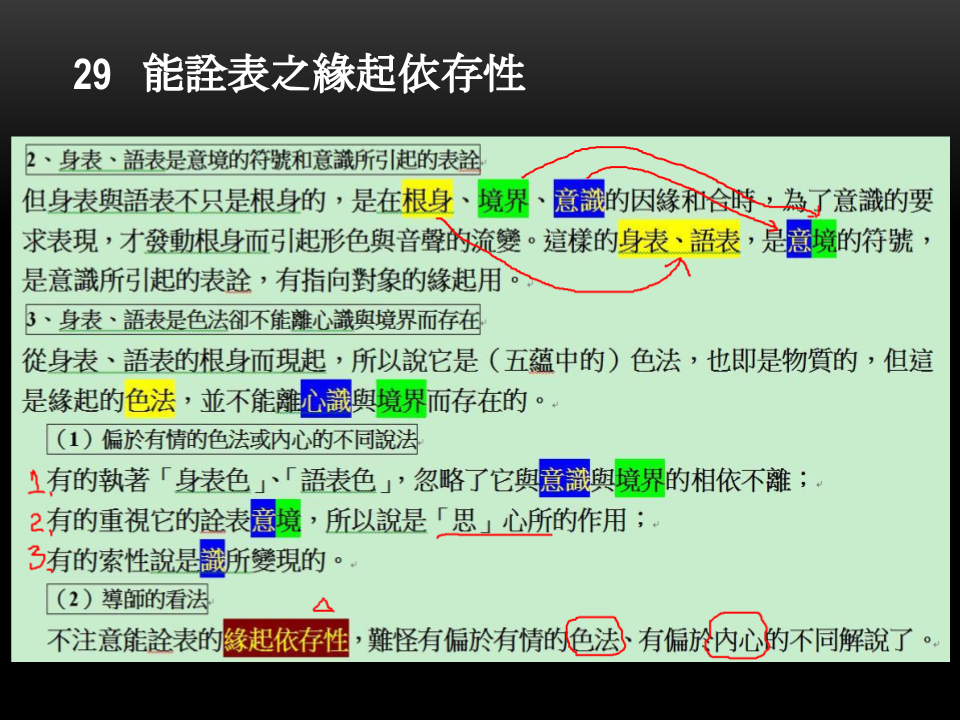 29 能詮表之緣起依存性
2、身表、語表是意境的符號和意識所引起的表詮
但身表與語表不只是根身的，是在根身、境界、意識的因緣和合時，為了意識的要
求表現，才發動根身而引起形色與音聲的流變。這樣的身表、語表，是意境的符號，
是意識所引起的表詮，有指向對象的緣起用。
3、身表、語表是色法卻不能離心識與境界而存在
從身表、語表的根身而現起，所以說它是（五蘊中的）色法，也即是物質的，但這
是緣起的色法，並不能離心識與境界而存在的。
（1）偏於有情的色法或內心的不同說法
1.有的執著「身表色」、「語表色」，忽略了它與意識與境界的相依不離；
2.有的重視它的詮表意境，所以說是「思」心所的作用；
3.有的索性說是識所變現的。
（2）導師的看法
不注意能詮表的緣起依存性，難怪有偏於有情的色法、有偏於內心的不同解說了。